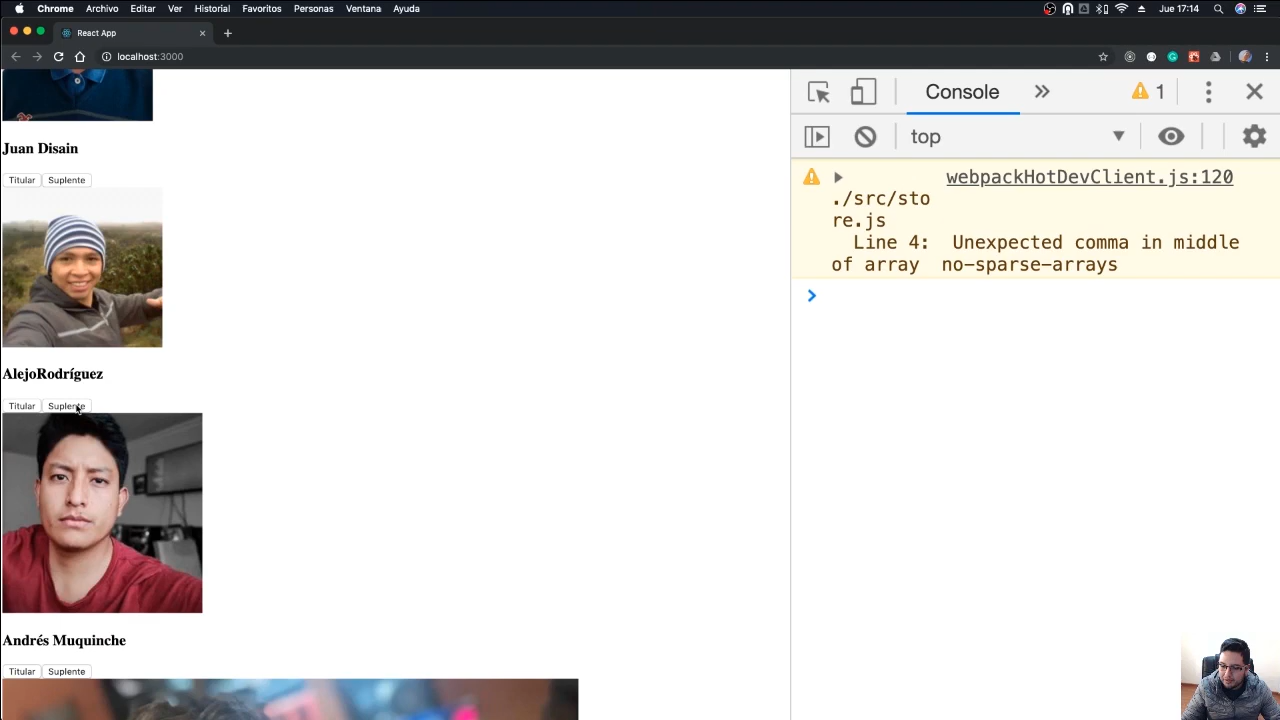 Chrome Archivo Editar Ver Historial Favoritos Personas Ventana Ayuda Jue 17:14
React App
localhost:3000
Juan Disain
Titular Suplente
AlejoRodríguez
Titular Suplente
Andrés Muquinche
Titular Suplente
Console 1
top
webpackHotDevClient.js:120
./src/sto
re.js
Line 4: Unexpected comma in middle
of array no-sparse-arrays